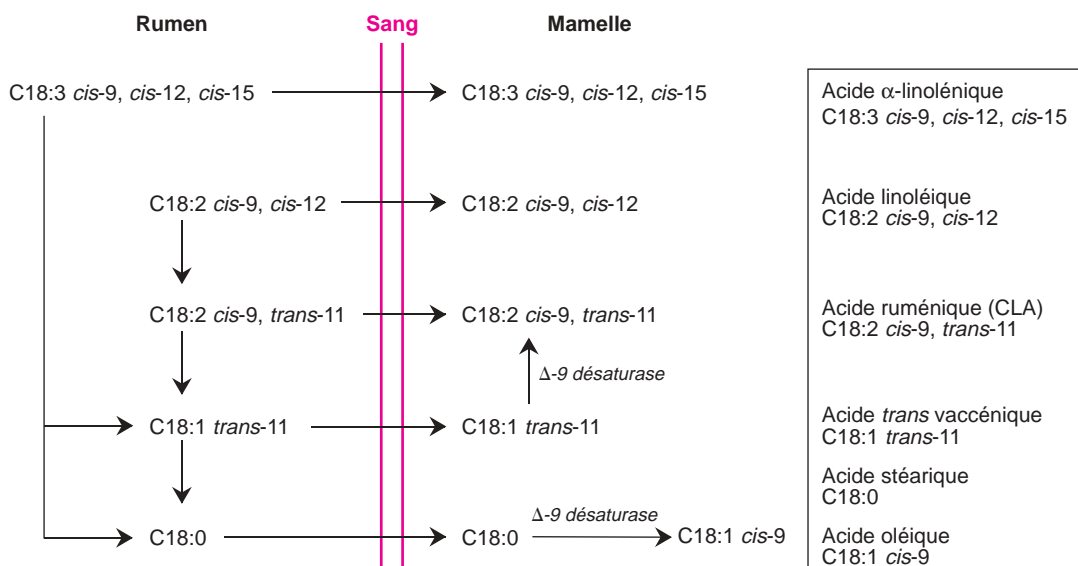 Rumen Sang Mamelle
C18:3 cis-9, cis-12, cis-15 C18:3 cis-9, cis-12, cis-15
C18:2 cis-9, cis-12 C18:2 cis-9, cis-12
C18:2 cis-9, trans-11 C18:2 cis-9, trans-11
Δ-9 désaturase
C18:1 trans-11 C18:1 trans-11
Δ-9 désaturase
C18:0 C18:0 C18:1 cis-9
Acide α-linolénique
C18:3 cis-9, cis-12, cis-15
Acide linoléique
C18:2 cis-9, cis-12
Acide ruménique (CLA)
C18:2 cis-9, trans-11
Acide trans vaccénique
C18:1 trans-11
Acide stéarique
C18:0
Acide oléique
C18:1 cis-9